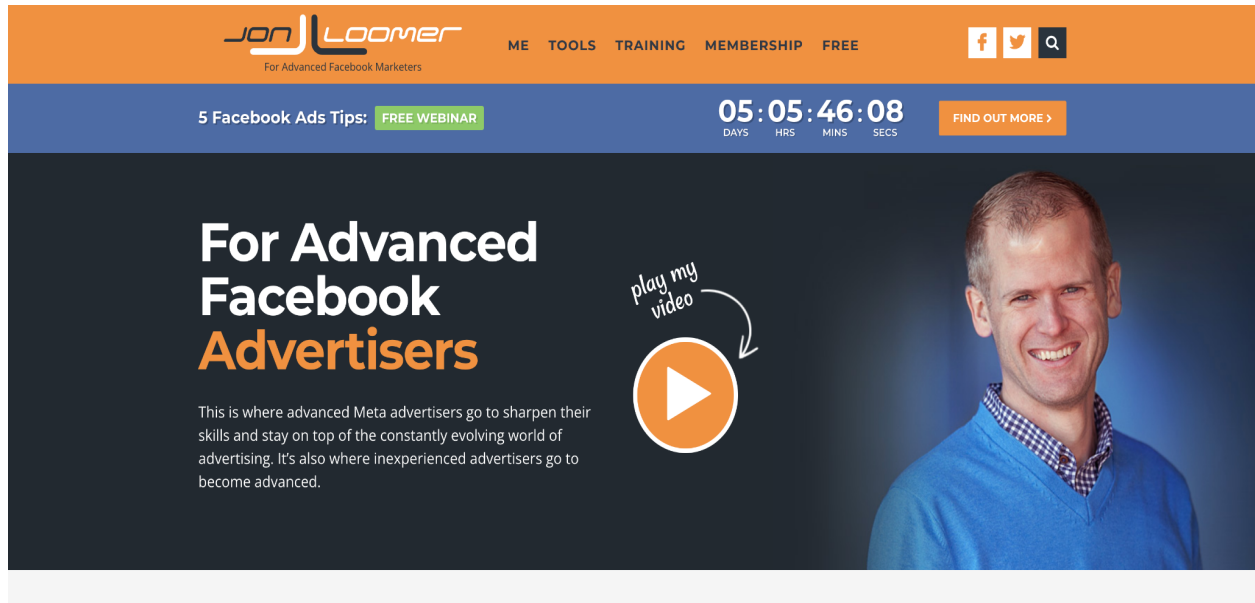 JON LOOMER
For Advanced Facebook Marketers
ME TOOLS TRAINING MEMBERSHIP FREE
5 Facebook Ads Tips: FREE WEBINAR
05 : 05 : 46 : 08
DAYS HRS MINS SECS
FIND OUT MORE >
For Advanced
Facebook
Advertisers
This is where advanced Meta advertisers go to sharpen their
skills and stay on top of the constantly evolving world of
advertising. It’s also where inexperienced advertisers go to
become advanced.
play my
video